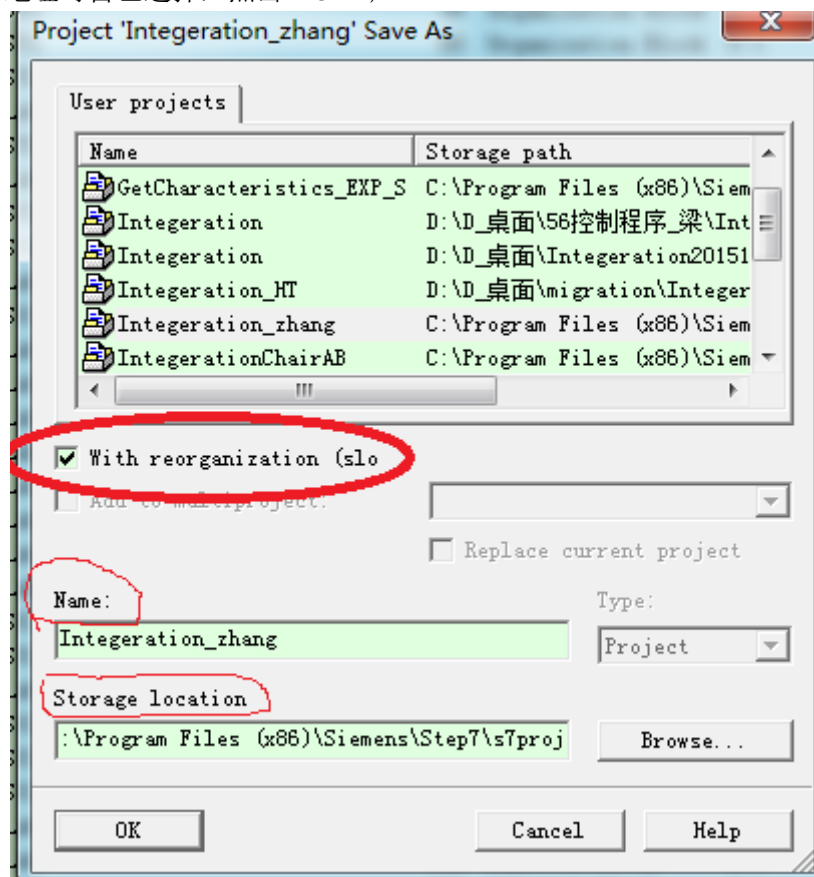 Project 'Integeration_zhang' Save As
User projects
Name Storage path
GetCharacteristics_EXP_S C:\Program Files (x86)\Siem
Integeration D:\D_桌面\56控制程序_梁\Int
Integeration D:\D_桌面\Integeration20151
Integeration_HT D:\D_桌面\migration\Integer
Integeration_zhang C:\Program Files (x86)\Siem
IntegerationChairAB C:\Program Files (x86)\Siem
With reorganization (slo
Add to multiproject:
Replace current project
Name: Type:
Integeration_zhang Project
Storage location
:\Program Files (x86)\Siemens\Step7\s7proj Browse...
OK Cancel Help